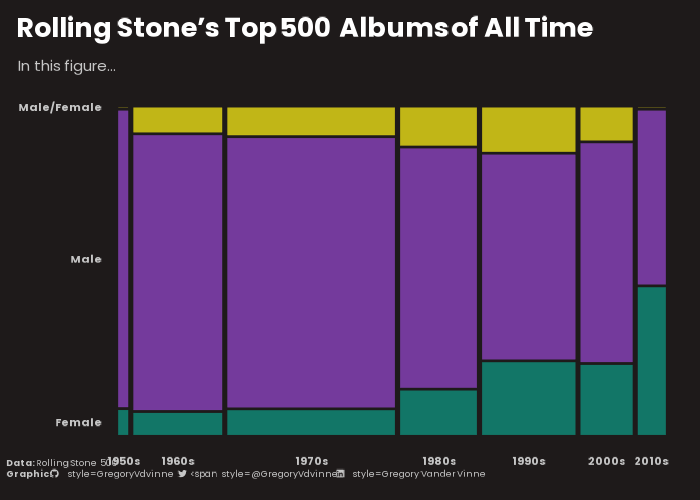 Rolling Stone’s Top 500 Albums of All Time
In this figure...
Male/Female
Male
Female
1950s 1960s 1970s 1980s 1990s 2000s 2010s
Data: Rolling Stone
Graphic: style=GregoryVdvinne <span style=@GregoryVdvinne style=Gregory Vander Vinne